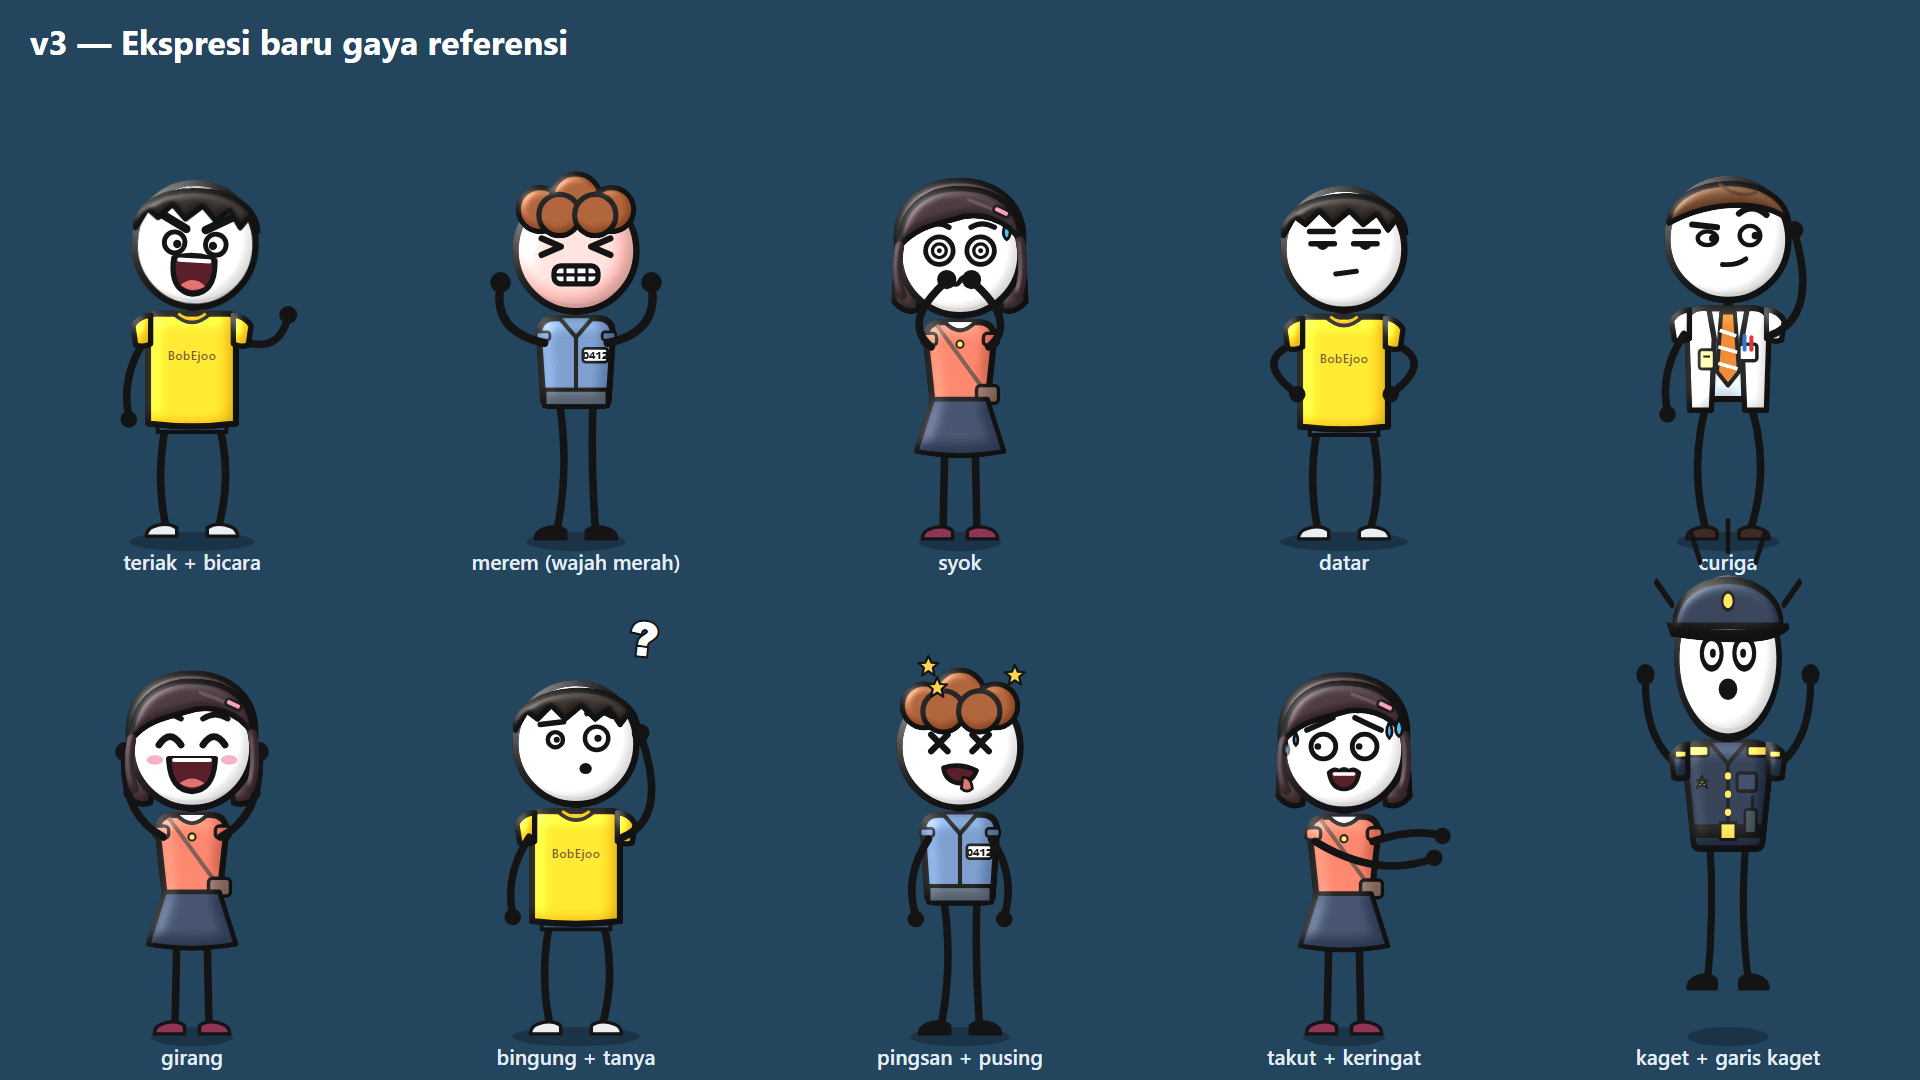 v3 — Ekspresi baru gaya referensi
BobEjoo
0412
BobEjoo
teriak + bicara
merem (wajah merah)
syok
datar
curiga
?
BobEjoo
0412
girang
bingung + tanya
pingsan + pusing
takut + keringat
kaget + garis kaget